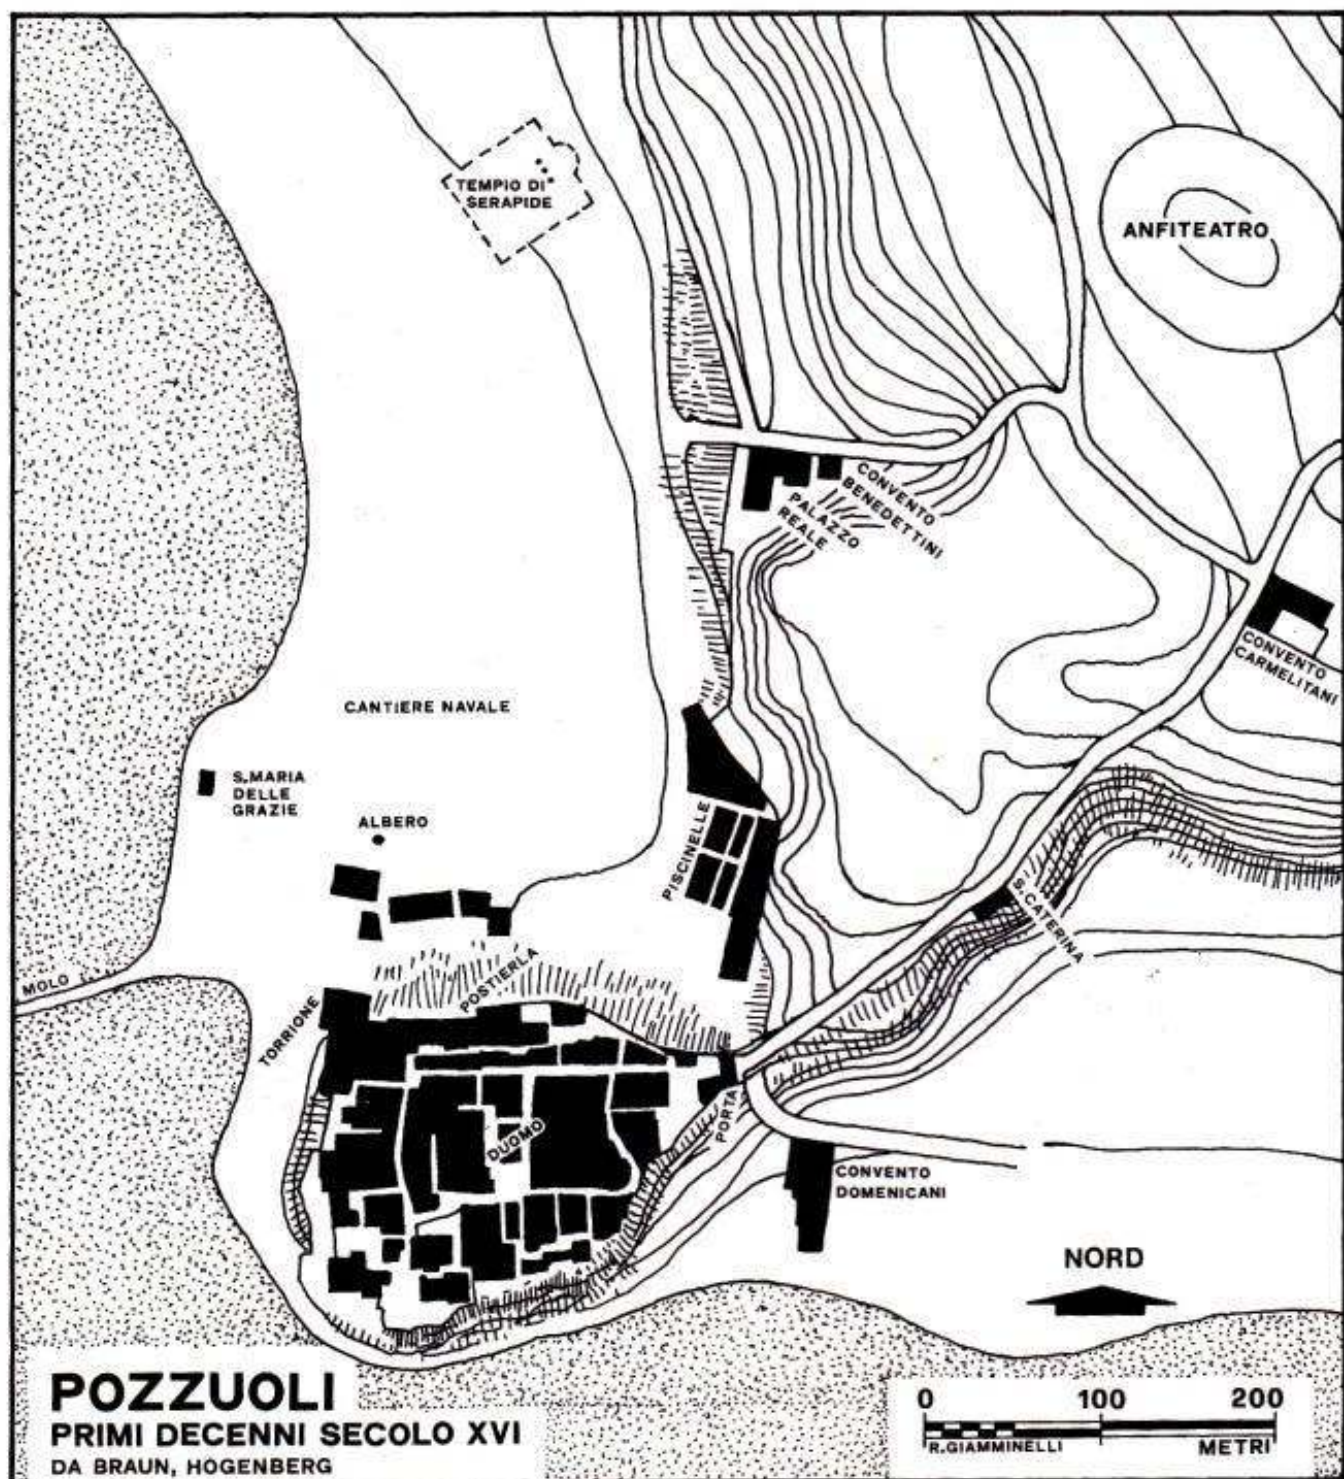 TEMPIO DI
SERAPIDE
ANFITEATRO
CONVENTO
BENEDETTINI
PALAZZO
REALE
CONVENTO
CARMELITANI
CANTIERE NAVALE
S.MARIA
DELLE
GRAZIE
ALBERO
PISCINELLE
S.CATERINA
MOLO
POSTIERLA
TORRIONE
DUOMO
PORTA
CONVENTO
DOMENICANI
NORD
POZZUOLI
PRIMI DECENNI SECOLO XVI
DA BRAUN, HOGENBERG
0 100 200
R.GIAMMINELLI METRI